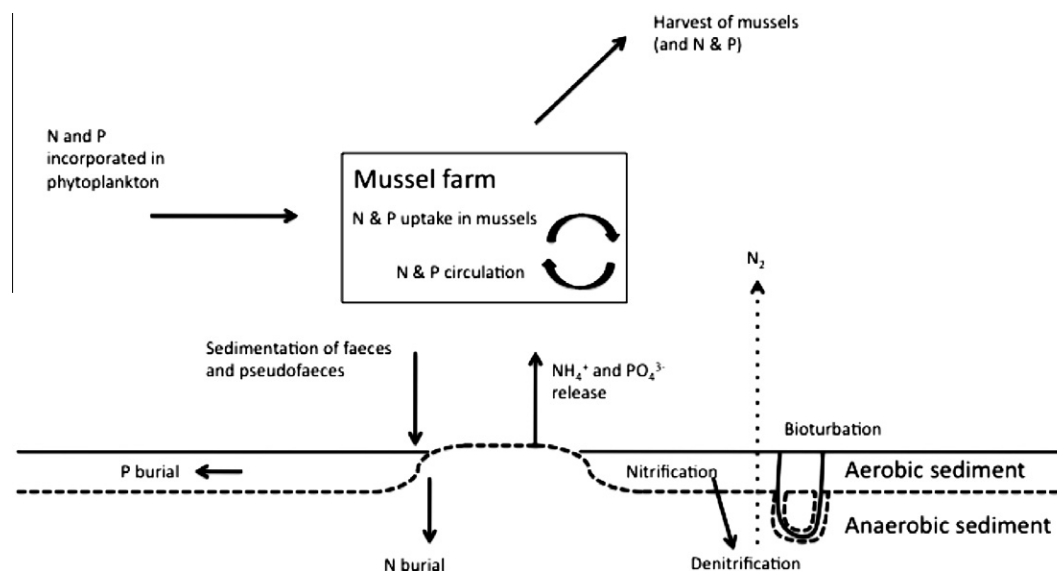 Harvest of mussels
(and N & P)
N and P
incorporated in
phytoplankton
Mussel farm
N & P uptake in mussels
N & P circulation
N₂
Sedimentation of faeces
and pseudofaeces
NH₄⁺ and PO₄³⁻
release
Bioturbation
P burial
Nitrification
Aerobic sediment
Anaerobic sediment
N burial
Denitrification